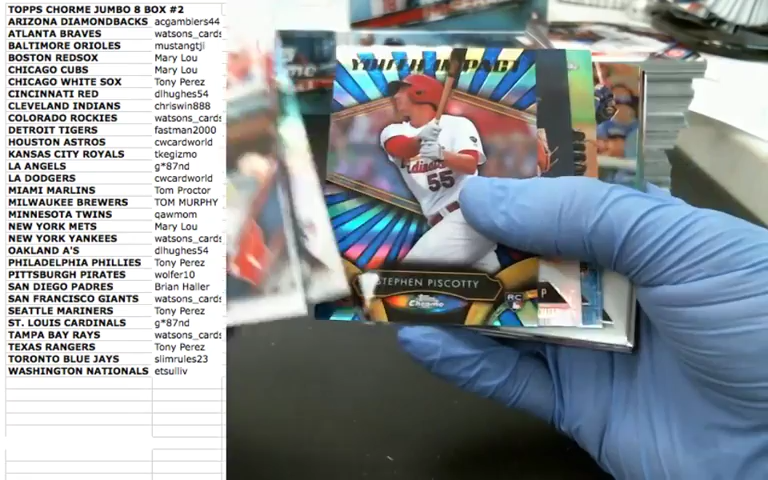 TOPPS CHORME JUMBO 8 BOX #2
ARIZONA DIAMONDBACKS acgamblers44
ATLANTA BRAVES watsons_cards
BALTIMORE ORIOLES mustangtji
BOSTON REDSOX Mary Lou
CHICAGO CUBS Mary Lou
CHICAGO WHITE SOX Tony Perez
CINCINNATI RED dlhughes54
CLEVELAND INDIANS chriswin888
COLORADO ROCKIES watsons_cards
DETROIT TIGERS fastman2000
HOUSTON ASTROS cwcardworld
KANSAS CITY ROYALS tkegizmo
LA ANGELS g*87nd
LA DODGERS cwcardworld
MIAMI MARLINS Tom Proctor
MILWAUKEE BREWERS TOM MURPHY
MINNESOTA TWINS qawmom
NEW YORK METS Mary Lou
NEW YORK YANKEES watsons_cards
OAKLAND A'S dlhughes54
PHILADELPHIA PHILLIES Tony Perez
PITTSBURGH PIRATES wolfer10
SAN DIEGO PADRES Brian Haller
SAN FRANCISCO GIANTS watsons_cards
SEATTLE MARINERS Tony Perez
ST. LOUIS CARDINALS g*87nd
TAMPA BAY RAYS watsons_cards
TEXAS RANGERS Tony Perez
TORONTO BLUE JAYS slimrules23
WASHINGTON NATIONALS etsulliv
YOUTH IMPACT
55
STEPHEN PISCOTTY
Topps
Chrome
RC